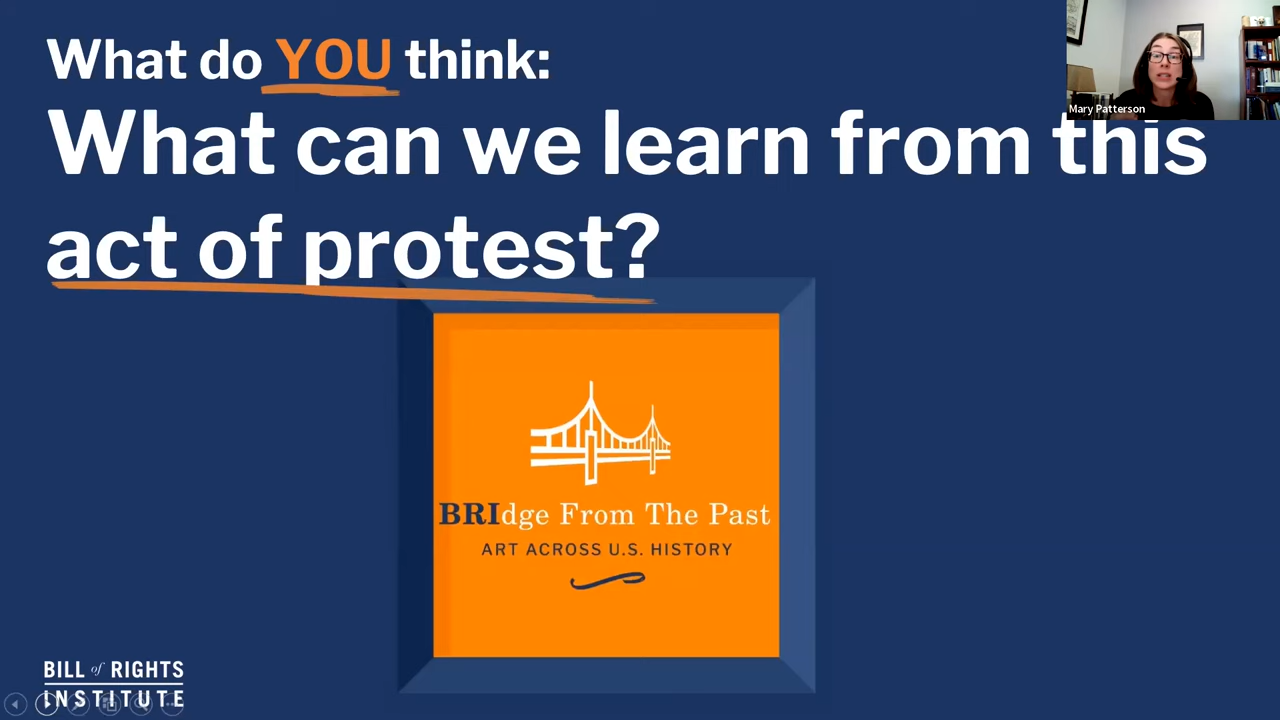 What do YOU think:
What can we learn from this
act of protest?
Mary Patterson
BRIdge From The Past
ART ACROSS U.S. HISTORY
BILL of RIGHTS
INSTITUTE